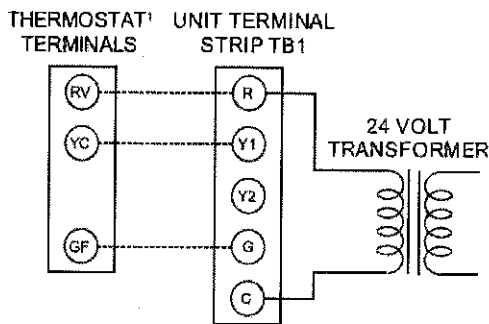 THERMOSTAT¹ UNIT TERMINAL
TERMINALS STRIP TB1
RV R
YC Y1
24 VOLT
TRANSFORMER
Y2
GF G
C